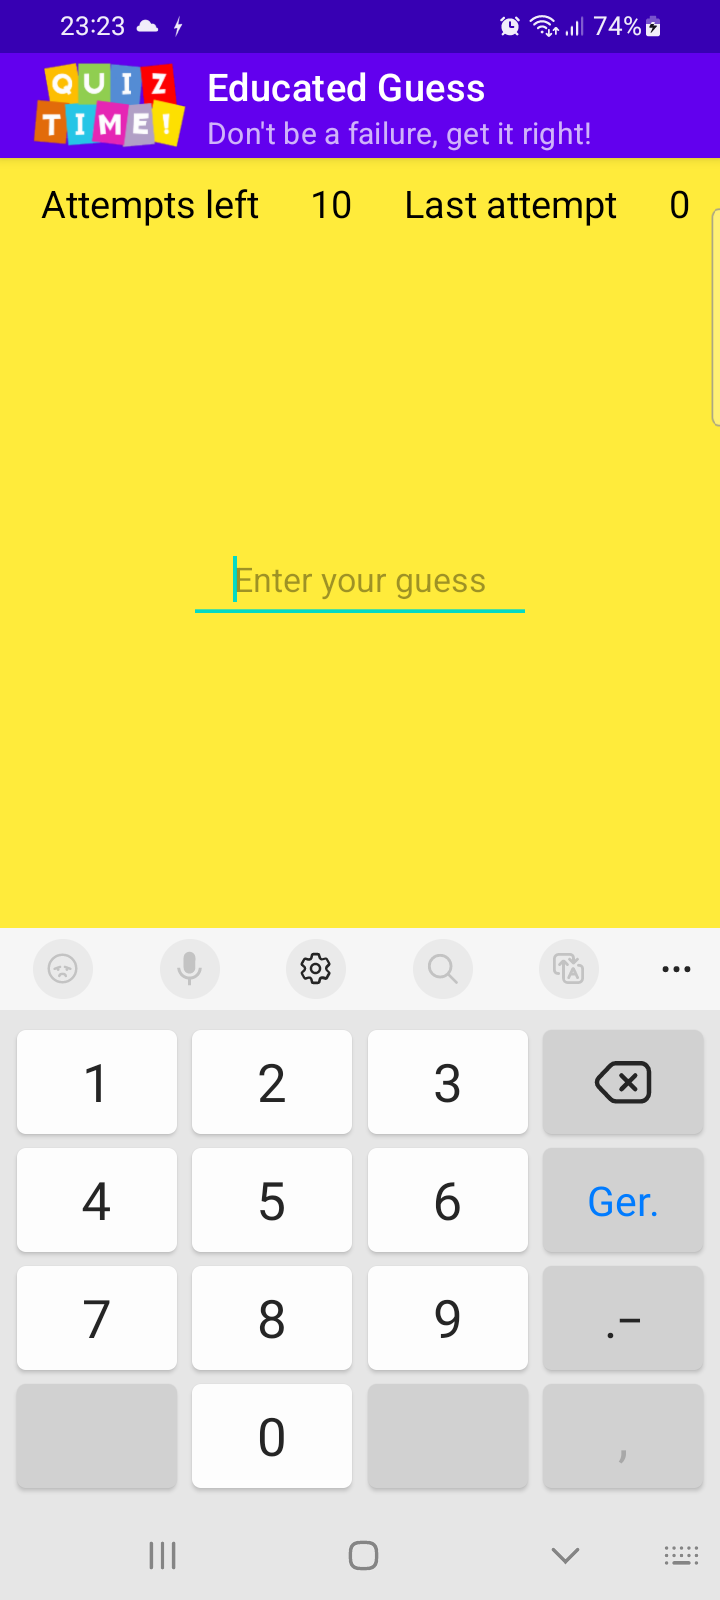 23:23 74%
QUIZ
TIME!
Educated Guess
Don't be a failure, get it right!
Attempts left 10 Last attempt 0
Enter your guess
1 2 3
4 5 6 Ger.
7 8 9 .-
0 ,